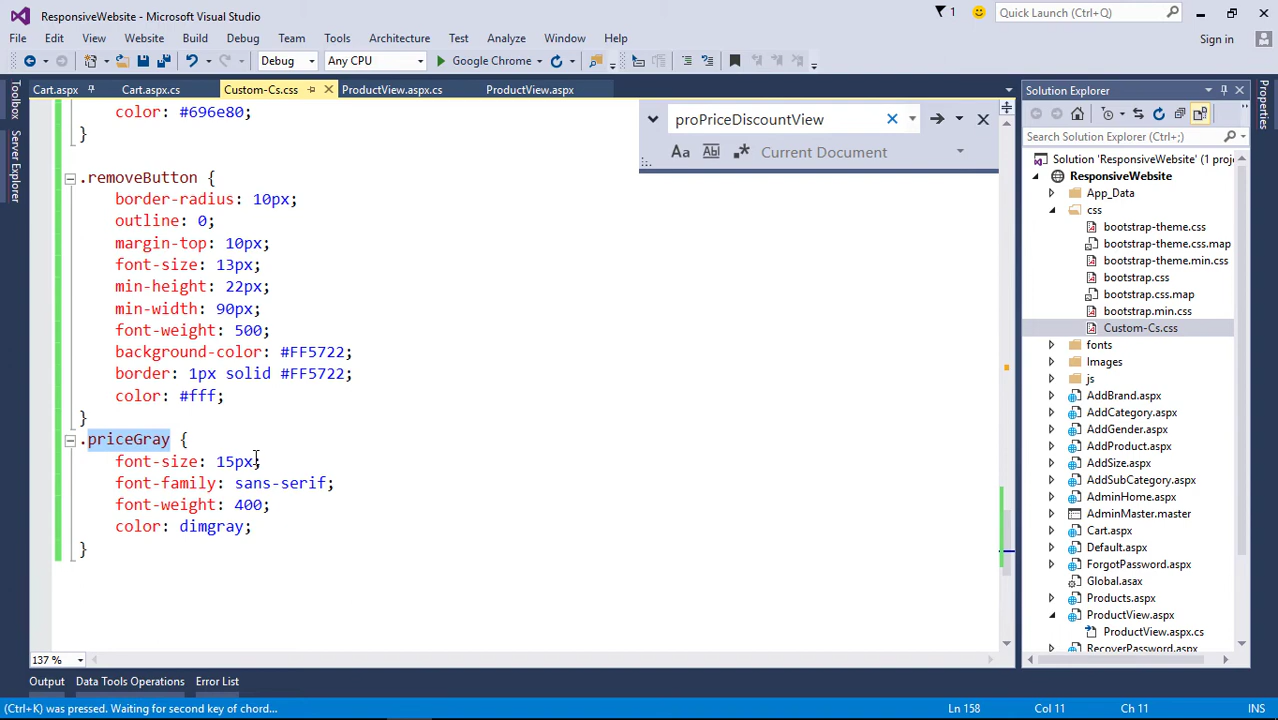 ResponsiveWebsite - Microsoft Visual Studio
1
Quick Launch (Ctrl+Q)
File Edit View Website Build Debug Team Tools Architecture Test Analyze Window Help
Sign in
Debug Any CPU Google Chrome
Cart.aspx Cart.aspx.cs Custom-Cs.css ProductView.aspx.cs ProductView.aspx
Toolbox
Server Explorer
color: #696e80;
}
.removeButton {
border-radius: 10px;
outline: 0;
margin-top: 10px;
font-size: 13px;
min-height: 22px;
min-width: 90px;
font-weight: 500;
background-color: #FF5722;
border: 1px solid #FF5722;
color: #fff;
}
.priceGray {
font-size: 15px;
font-family: sans-serif;
font-weight: 400;
color: dimgray;
}
proPriceDiscountView
Aa Ab Current Document
137 %
Solution Explorer
Search Solution Explorer (Ctrl+;)
Solution 'ResponsiveWebsite' (1 proje
ResponsiveWebsite
App_Data
css
bootstrap-theme.css
bootstrap-theme.css.map
bootstrap-theme.min.css
bootstrap.css
bootstrap.css.map
bootstrap.min.css
Custom-Cs.css
fonts
Images
js
AddBrand.aspx
AddCategory.aspx
AddGender.aspx
AddProduct.aspx
AddSize.aspx
AddSubCategory.aspx
AdminHome.aspx
AdminMaster.master
Cart.aspx
Default.aspx
ForgotPassword.aspx
Global.asax
Products.aspx
ProductView.aspx
ProductView.aspx.cs
RecoverPassword.aspx
Properties
Output Data Tools Operations Error List
(Ctrl+K) was pressed. Waiting for second key of chord... Ln 158 Col 11 Ch 11 INS